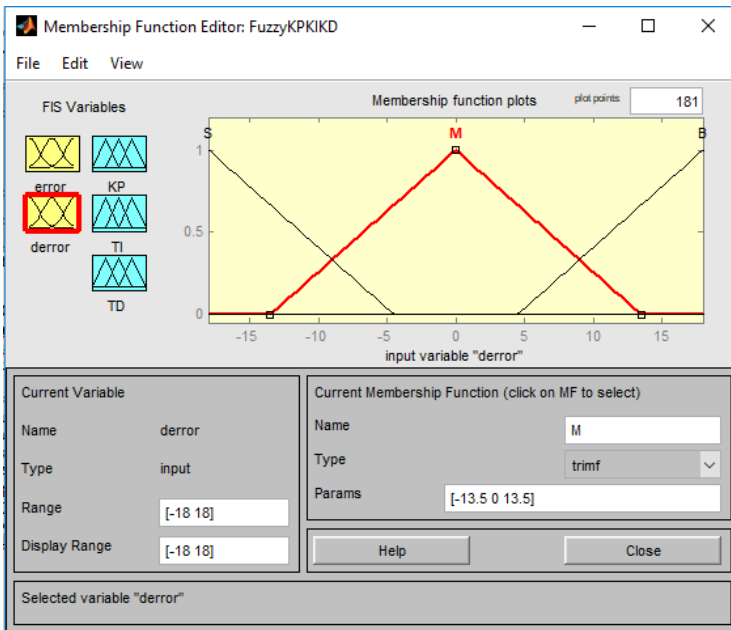 Membership Function Editor: FuzzyKPKIKD
File Edit View
FIS Variables
Membership function plots
plot points:
181
S
M
B
1
0.5
0
-15 -10 -5 0 5 10 15
input variable "derror"
error
KP
derror
TI
TD
Current Variable
Name derror
Type input
Range [-18 18]
Display Range [-18 18]
Current Membership Function (click on MF to select)
Name M
Type trimf
Params [-13.5 0 13.5]
Help Close
Selected variable "derror"